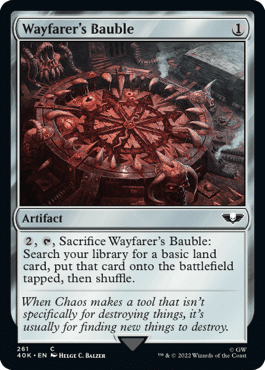 Wayfarer's Bauble 1
Artifact
2, T, Sacrifice Wayfarer's Bauble:
Search your library for a basic land
card, put that card onto the battlefield
tapped, then shuffle.
When Chaos makes a tool that isn't
specifically for destroying things, it's
usually for finding new things to destroy.
261 C © GW
40K • EN HELGE C. BALZER ™ & © 2022 Wizards of the Coast